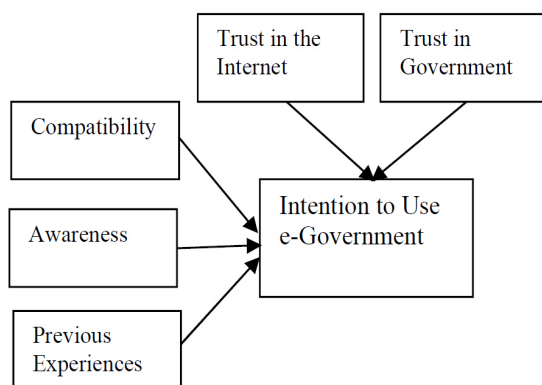 Trust in the
Internet
Trust in
Government
Compatibility
Intention to Use
e-Government
Awareness
Previous
Experiences